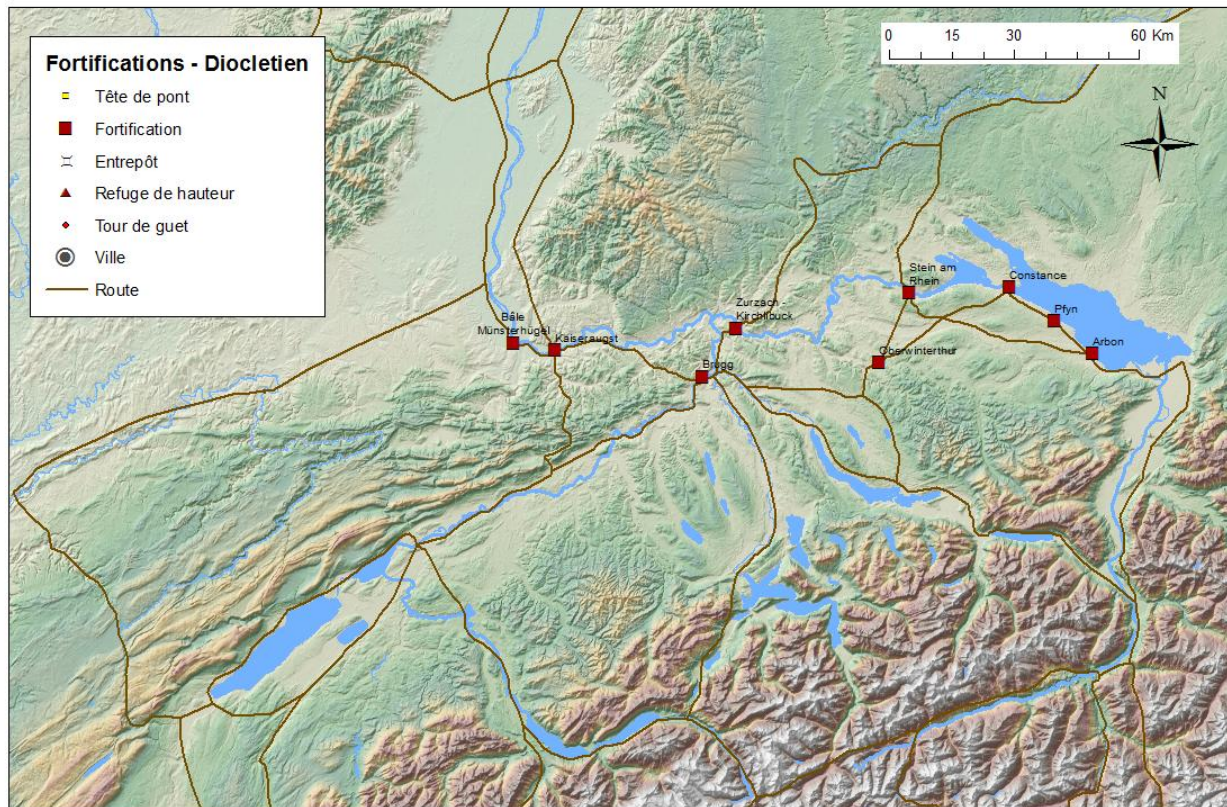 Fortifications - Diocletien
Tête de pont
Fortification
Entrepôt
Refuge de hauteur
Tour de guet
Ville
Route
0 15 30 60 Km
N
Stein am
Rhein
Constance
Zurzach -
Kirchlibuck
Pfyn
Bâle
Münsterhügel
Kaiseraugst
Arbon
Oberwinterthur
Brugg